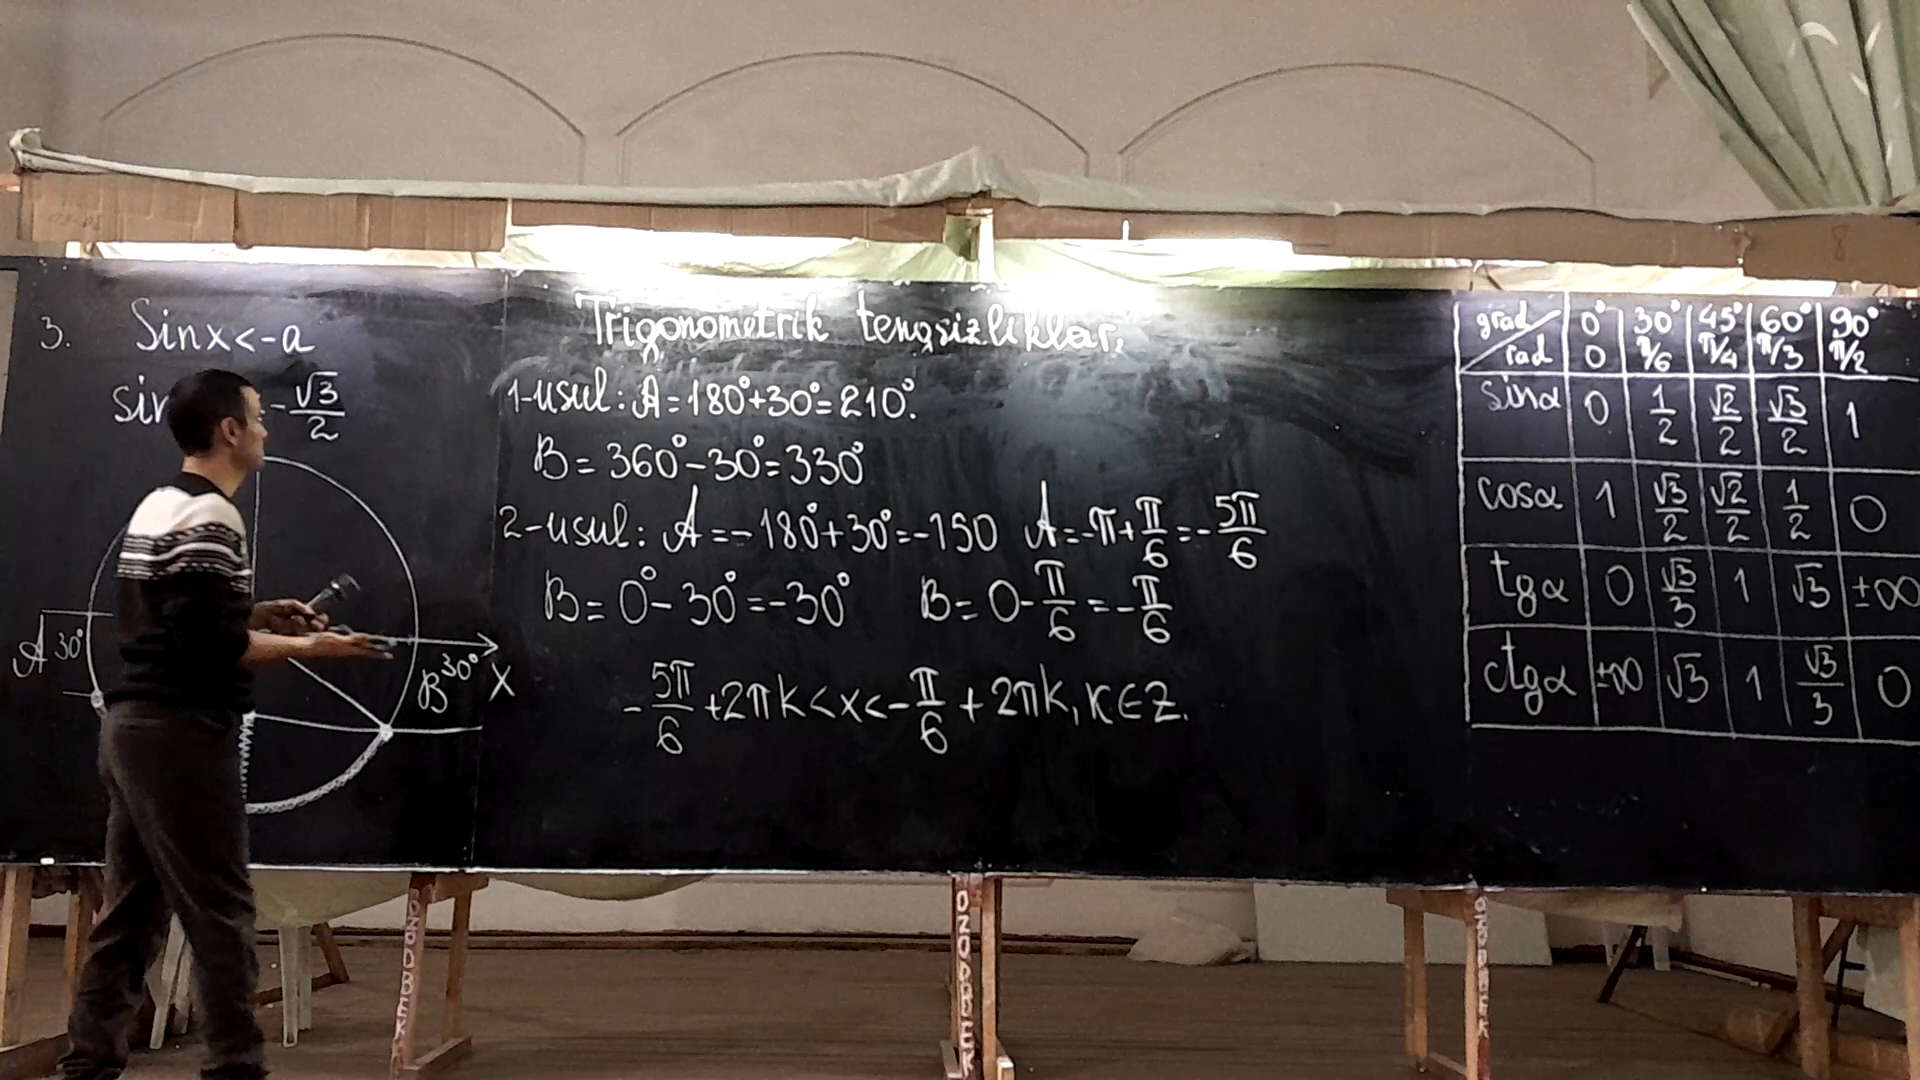 3. Sinx<-a
sin -√3/2
A 30°
B 30° X
Trigonometrik tengsizliklar.
1-usul: A=180°+30°=210°.
B=360°-30°=330°
2-usul: A=-180°+30°=-150 A=-π+π/6=-5π/6
B=0°-30°=-30° B=0-π/6=-π/6
-5π/6+2πk<x<-π/6+2πk, k∈Z.
grad 0° 30° 45° 60° 90°
rad 0 π/6 π/4 π/3 π/2
sinα 0 1/2 √2/2 √3/2 1
cosα 1 √3/2 √2/2 1/2 0
tgα 0 √3/3 1 √3 ±∞
ctgα ±∞ √3 1 √3/3 0
OZODBEK
OZODBEK
OZODBEK